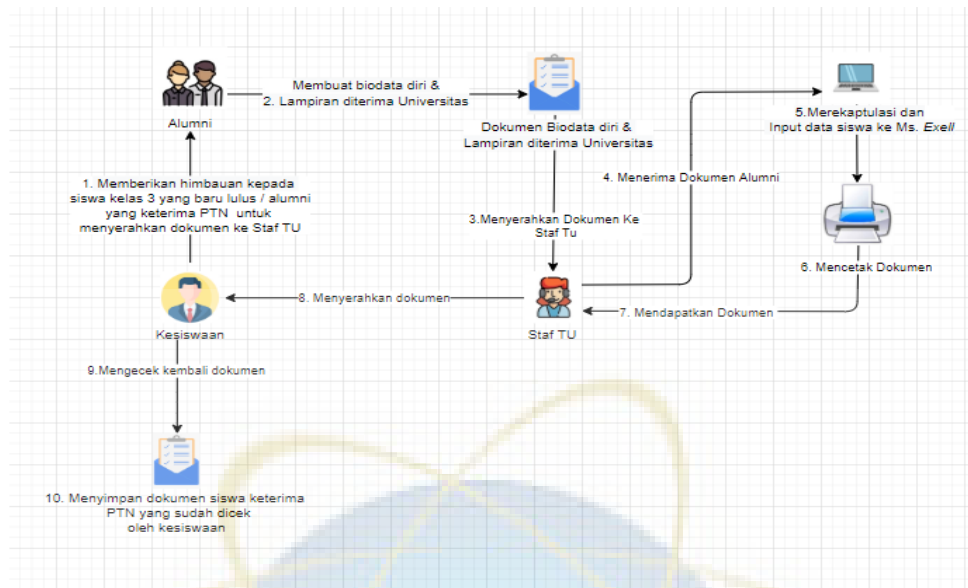 Membuat biodata diri &
2. Lampiran diterima Universitas
Alumni
Dokumen Biodata diri &
Lampiran diterima Universitas
5.Merekaptulasi dan
Input data siswa ke Ms. Exell
1. Memberikan himbauan kepada
siswa kelas 3 yang baru lulus / alumni
yang keterima PTN untuk
menyerahkan dokumen ke Staf TU
3.Menyerahkan Dokumen Ke
Staf Tu
4. Menerima Dokumen Alumni
6. Mencetak Dokumen
8. Menyerahkan dokumen
7. Mendapatkan Dokumen
Kesiswaan
Staf TU
9.Mengecek kembali dokumen
10. Menyimpan dokumen siswa keterima
PTN yang sudah dicek
oleh kesiswaan